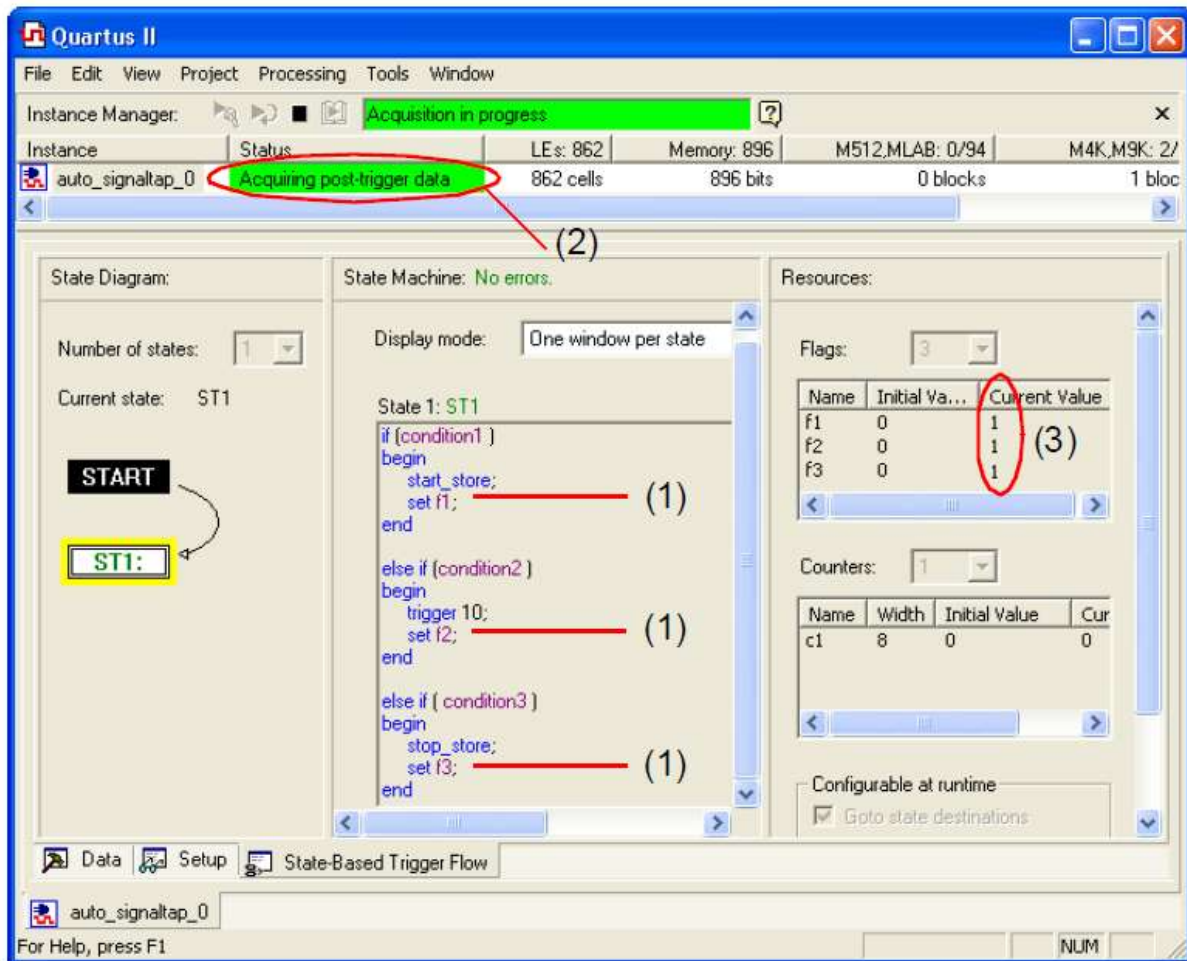 Quartus II
File Edit View Project Processing Tools Window
Instance Manager: Acquisition in progress
Instance Status LEs: 862 Memory: 896 M512,MLAB: 0/94 M4K,M9K: 2/
auto_signaltap_0 Acquiring post-trigger data 862 cells 896 bits 0 blocks 1 bloc
(2)
State Diagram:
Number of states: 1
Current state: ST1
START
ST1:
State Machine: No errors.
Display mode: One window per state
State 1: ST1
if (condition1 )
begin
start_store;
set f1; (1)
end
else if (condition2 )
begin
trigger 10;
set f2; (1)
end
else if ( condition3 )
begin
stop_store;
set f3; (1)
end
Resources:
Flags: 3
Name Initial Va... Current Value
f1 0 1
f2 0 1 (3)
f3 0 1
Counters: 1
Name Width Initial Value Cur
c1 8 0 0
Configurable at runtime
Goto state destinations
Data Setup State-Based Trigger Flow
auto_signaltap_0
For Help, press F1 NUM